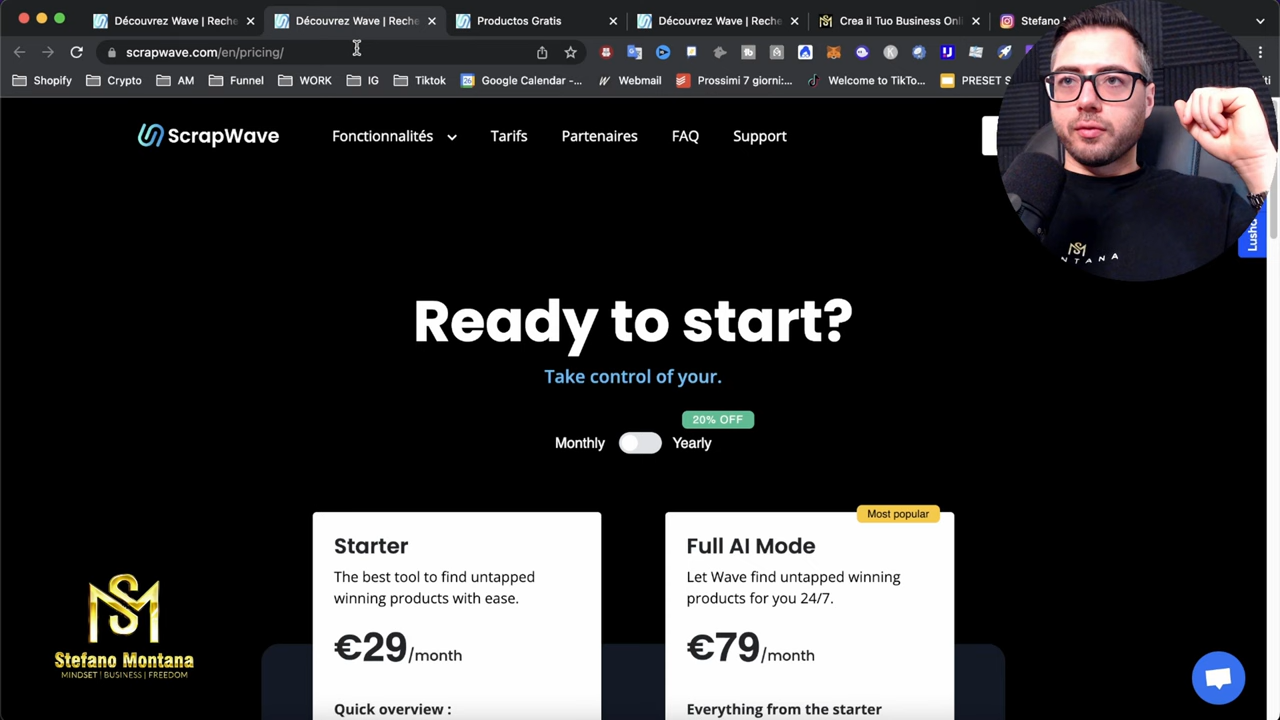 Découvrez Wave | Reche
Découvrez Wave | Reche
Productos Gratis
Découvrez Wave | Reche
Crea il Tuo Business Onl
Stefano M
scrapwave.com/en/pricing/
Shopify
Crypto
AM
Funnel
WORK
IG
Tiktok
Google Calendar -...
Webmail
Prossimi 7 giorni:...
Welcome to TikTo...
PRESET S
ScrapWave
Fonctionnalités
Tarifs
Partenaires
FAQ
Support
Lusha
MONTANA
Ready to start?
Take control of your.
20% OFF
Monthly
Yearly
Most popular
Starter
The best tool to find untapped
winning products with ease.
€29/month
Quick overview :
Full AI Mode
Let Wave find untapped winning
products for you 24/7.
€79/month
Everything from the starter
SM
Stefano Montana
MINDSET | BUSINESS | FREEDOM